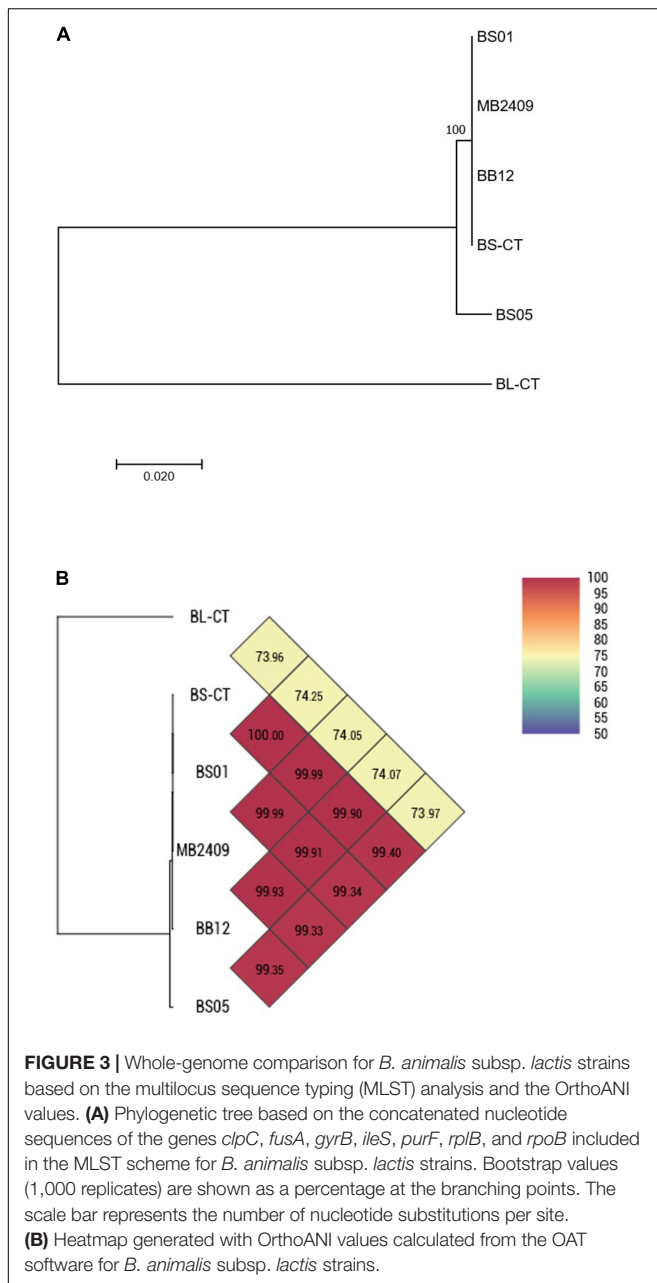 A
BS01
MB2409
100
BB12
BS-CT
BS05
BL-CT
0.020
B
BL-CT
BS-CT
BS01
MB2409
BB12
BS05
73.96
74.25
100.00
74.05
99.99
74.07
99.99
99.90
73.97
99.91
99.40
99.93
99.34
99.33
99.35
100
95
90
85
80
75
70
65
60
55
50
FIGURE 3 | Whole-genome comparison for B. animalis subsp. lactis strains
based on the multilocus sequence typing (MLST) analysis and the OrthoANI
values. (A) Phylogenetic tree based on the concatenated nucleotide
sequences of the genes clpC, fusA, gyrB, ileS, purF, rplB, and rpoB included
in the MLST scheme for B. animalis subsp. lactis strains. Bootstrap values
(1,000 replicates) are shown as a percentage at the branching points. The
scale bar represents the number of nucleotide substitutions per site.
(B) Heatmap generated with OrthoANI values calculated from the OAT
software for B. animalis subsp. lactis strains.